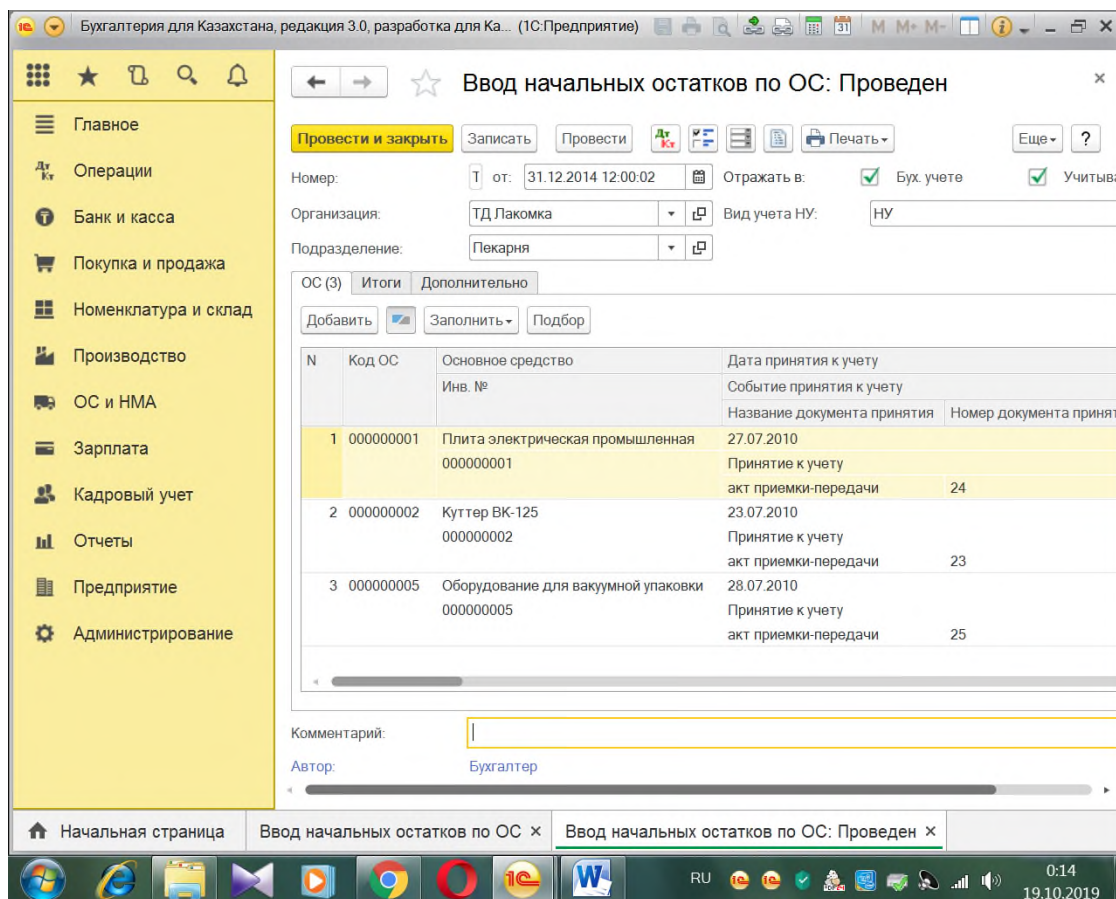 Бухгалтерия для Казахстана, редакция 3.0, разработка для Ка... (1С:Предприятие) 31 M M+ M-
Ввод начальных остатков по ОС: Проведен
Главное
Операции
Банк и касса
Покупка и продажа
Номенклатура и склад
Производство
ОС и НМА
Зарплата
Кадровый учет
Отчеты
Предприятие
Администрирование
Провести и закрыть Записать Провести Дт Кт Печать Еще ?
Номер: Т от: 31.12.2014 12:00:02 Отражать в: Бух. учете Учитыва
Организация: ТД Лакомка Вид учета НУ: НУ
Подразделение: Пекарня
ОС (3) Итоги Дополнительно
Добавить Заполнить Подбор
N Код ОС Основное средство Дата принятия к учету
Инв. № Событие принятия к учету
Название документа принятия Номер документа принят
1 000000001 Плита электрическая промышленная 27.07.2010
000000001 Принятие к учету
акт приемки-передачи 24
2 000000002 Куттер ВК-125 23.07.2010
000000002 Принятие к учету
акт приемки-передачи 23
3 000000005 Оборудование для вакуумной упаковки 28.07.2010
000000005 Принятие к учету
акт приемки-передачи 25
Комментарий:
Автор: Бухгалтер
Начальная страница Ввод начальных остатков по ОС × Ввод начальных остатков по ОС: Проведен ×
RU 0:14
19.10.2019